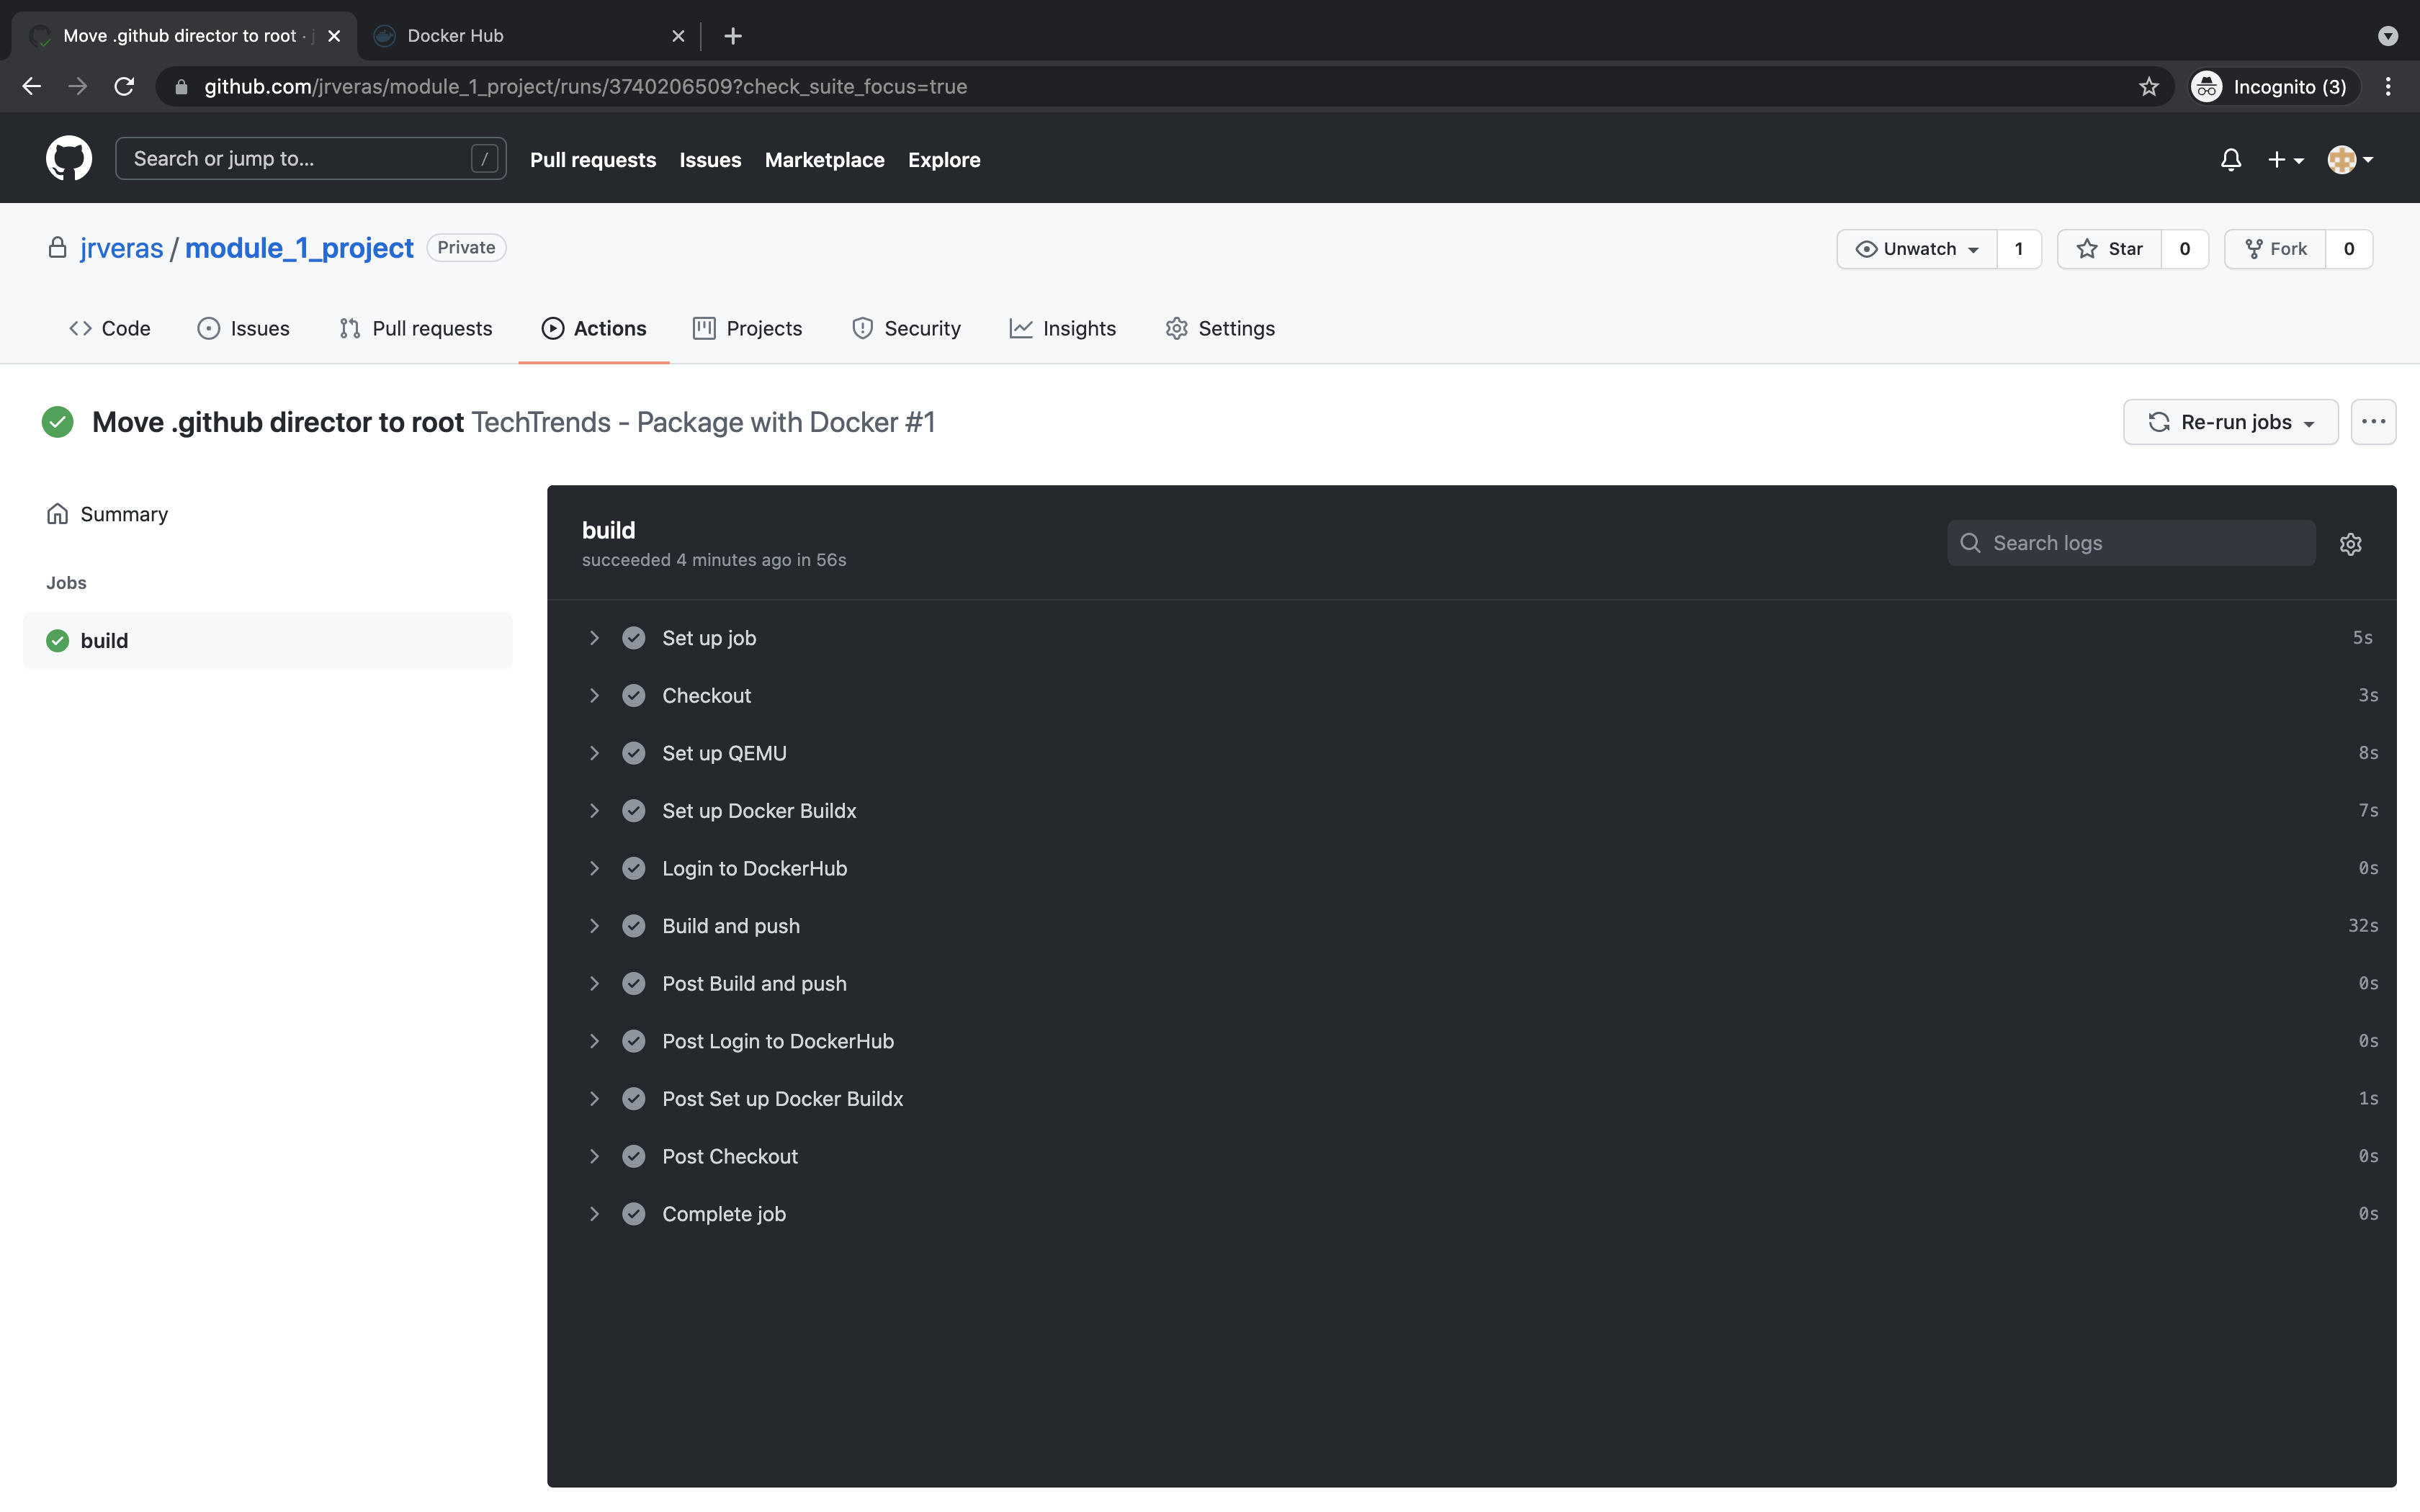 Move .github director to root · j
Docker Hub
github.com/jrveras/module_1_project/runs/3740206509?check_suite_focus=true
Incognito (3)
Search or jump to...
/
Pull requests
Issues
Marketplace
Explore
jrveras / module_1_project
Private
Unwatch
1
Star
0
Fork
0
Code
Issues
Pull requests
Actions
Projects
Security
Insights
Settings
Move .github director to root TechTrends - Package with Docker #1
Re-run jobs
Summary
Jobs
build
build
succeeded 4 minutes ago in 56s
Search logs
Set up job 5s
Checkout 3s
Set up QEMU 8s
Set up Docker Buildx 7s
Login to DockerHub 0s
Build and push 32s
Post Build and push 0s
Post Login to DockerHub 0s
Post Set up Docker Buildx 1s
Post Checkout 0s
Complete job 0s